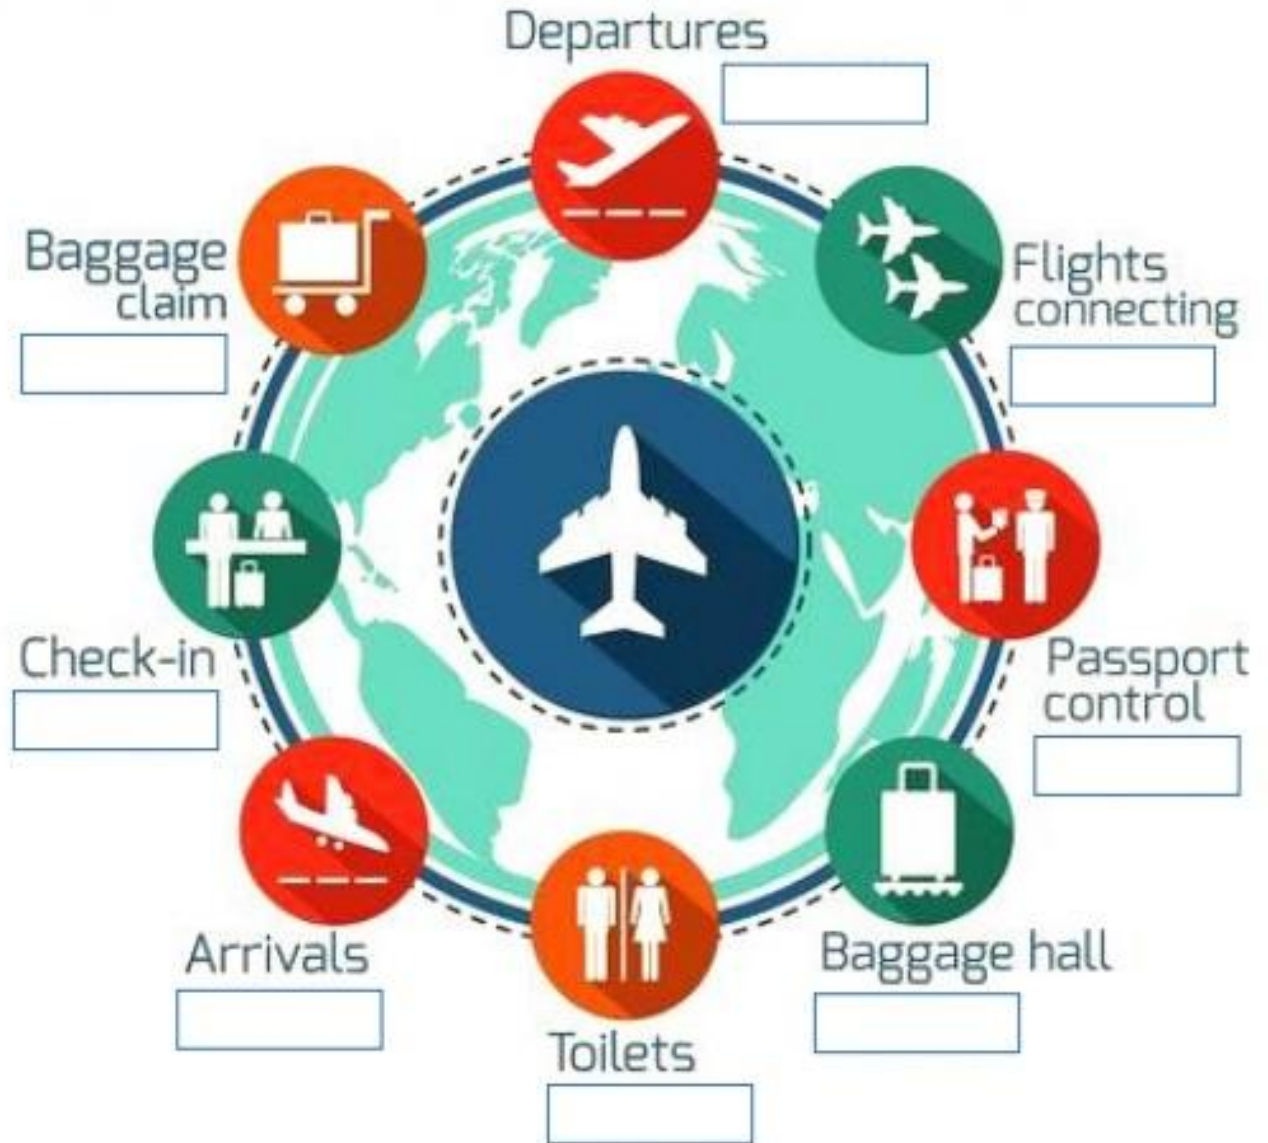 Departures
Baggage
claim
Flights
connecting
Check-in
Passport
control
Arrivals
Baggage hall
Toilets